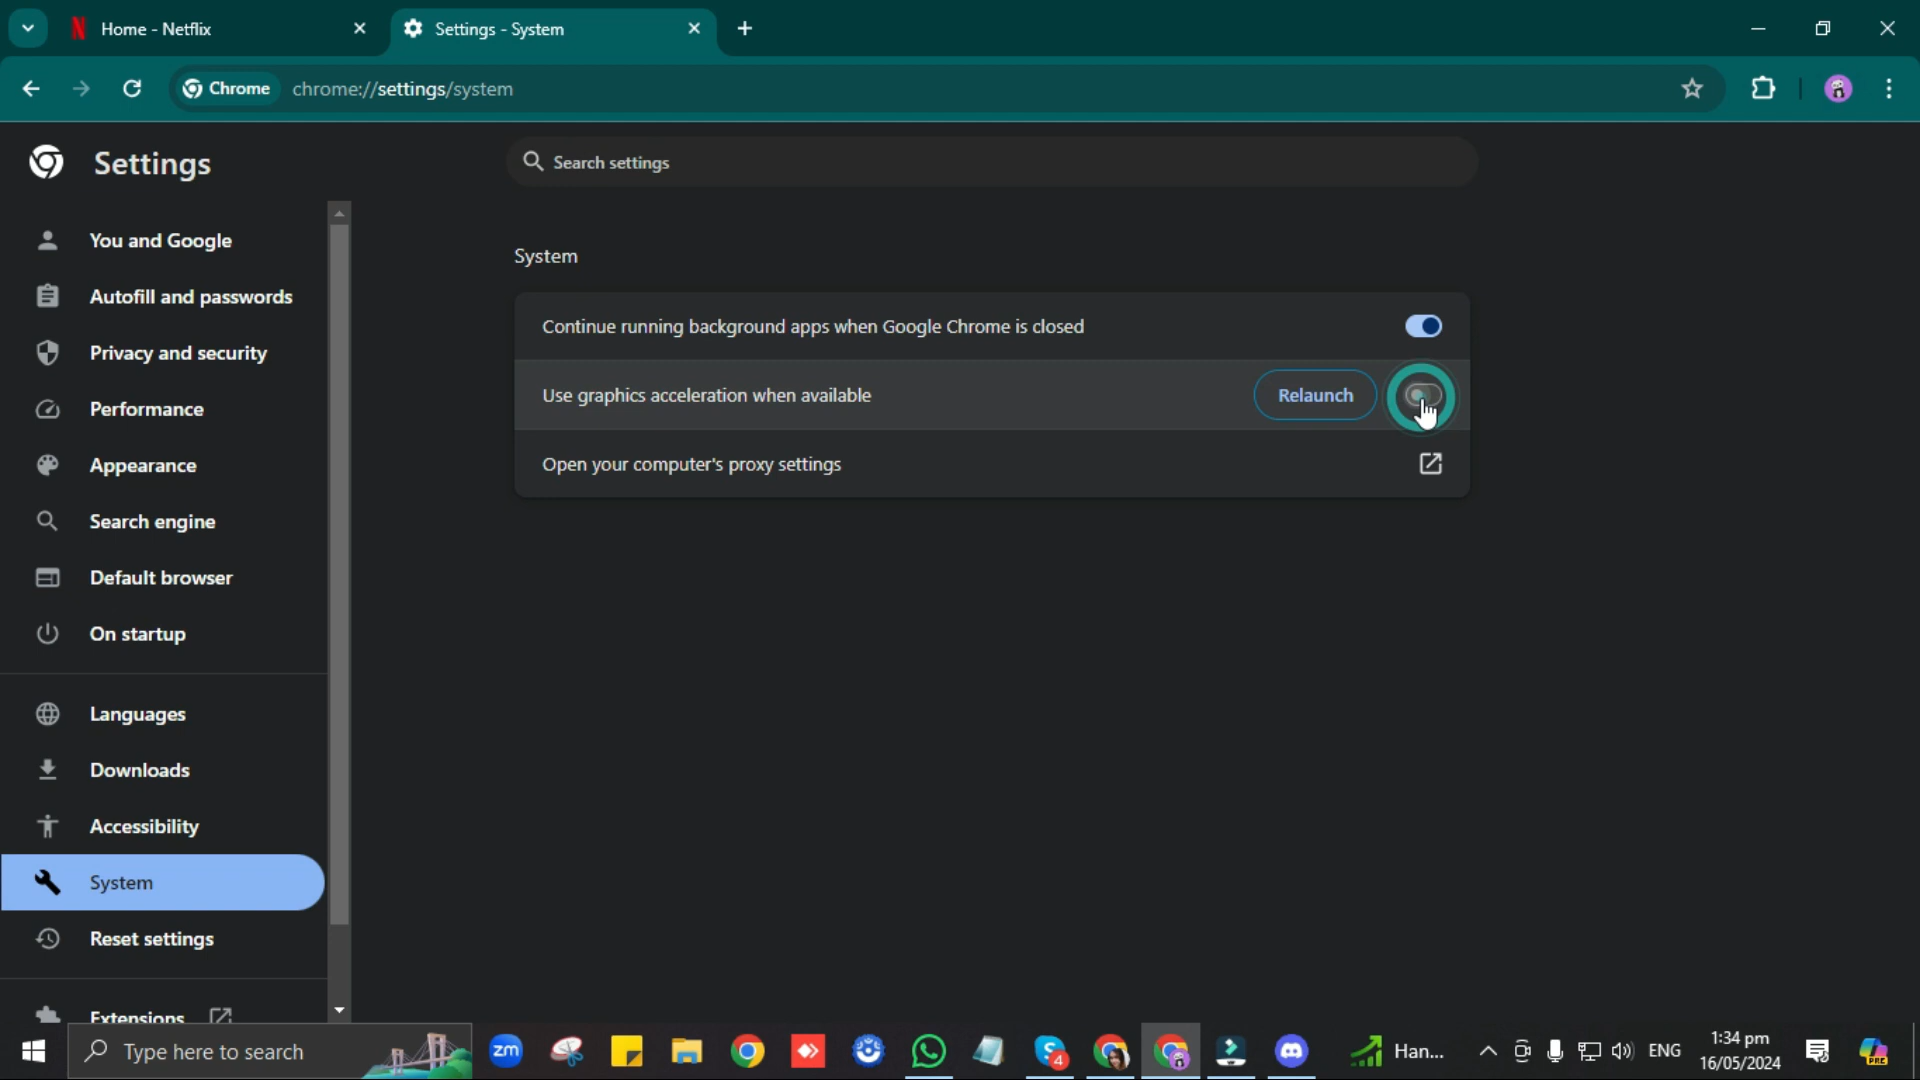 Home - Netflix
Settings - System
Chrome
chrome://settings/system
Settings
Search settings
You and Google
Autofill and passwords
Privacy and security
Performance
Appearance
Search engine
Default browser
On startup
Languages
Downloads
Accessibility
System
Reset settings
Extensions
System
Continue running background apps when Google Chrome is closed
Use graphics acceleration when available
Relaunch
Open your computer's proxy settings
Type here to search
zm
4
Han...
ENG
1:34 pm
16/05/2024
PRE